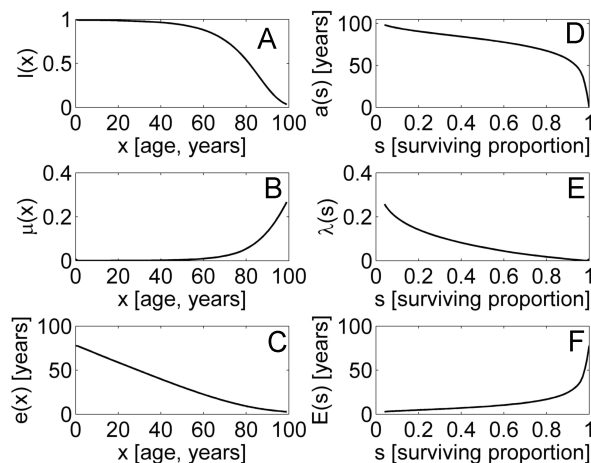 A
l(x)
1
0.5
0
0 20 40 60 80 100
x [age, years]
D
a(s) [years]
100
50
0
0 0.2 0.4 0.6 0.8 1
s [surviving proportion]
B
μ(x)
0.4
0.2
0
0 20 40 60 80 100
x [age, years]
E
λ(s)
0.4
0.2
0
0 0.2 0.4 0.6 0.8 1
s [surviving proportion]
C
e(x) [years]
100
50
0
0 20 40 60 80 100
x [age, years]
F
E(s) [years]
100
50
0
0 0.2 0.4 0.6 0.8 1
s [surviving proportion]